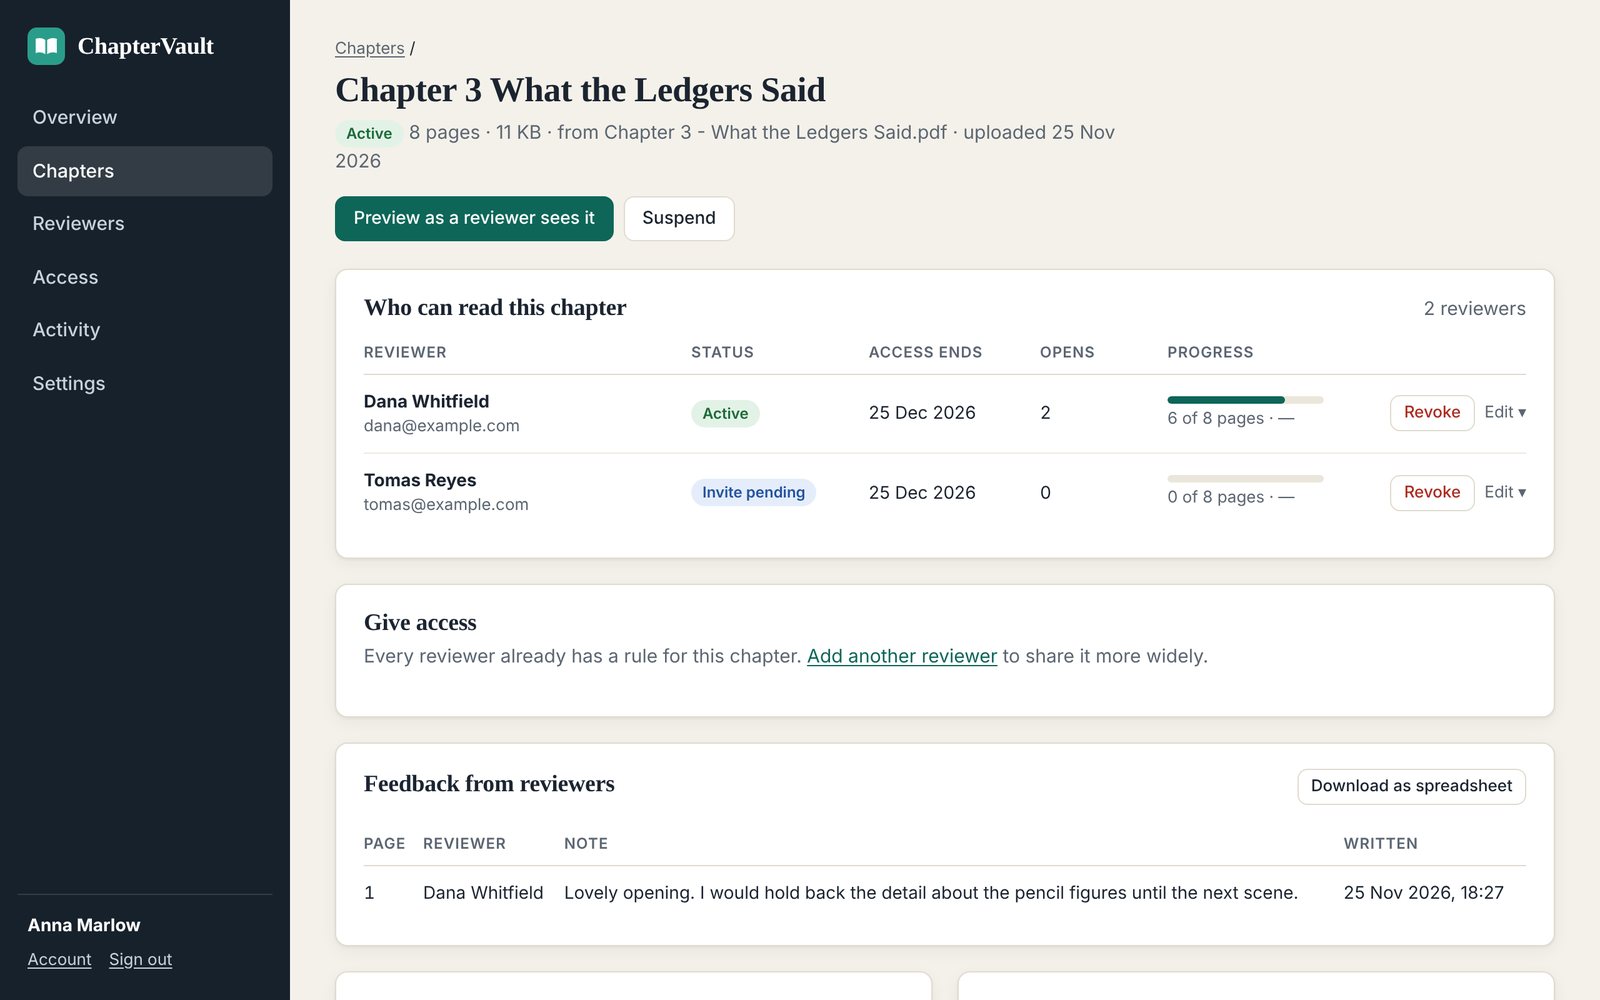 ChapterVault
Overview
Chapters
Reviewers
Access
Activity
Settings
Anna Marlow
Account Sign out
Chapters /
Chapter 3 What the Ledgers Said
Active 8 pages · 11 KB · from Chapter 3 - What the Ledgers Said.pdf · uploaded 25 Nov
2026
Preview as a reviewer sees it Suspend
Who can read this chapter 2 reviewers
REVIEWER STATUS ACCESS ENDS OPENS PROGRESS
Dana Whitfield
dana@example.com
Active 25 Dec 2026 2 6 of 8 pages · — Revoke Edit ▾
Tomas Reyes
tomas@example.com
Invite pending 25 Dec 2026 0 0 of 8 pages · — Revoke Edit ▾
Give access
Every reviewer already has a rule for this chapter. Add another reviewer to share it more widely.
Feedback from reviewers Download as spreadsheet
PAGE REVIEWER NOTE WRITTEN
1 Dana Whitfield Lovely opening. I would hold back the detail about the pencil figures until the next scene. 25 Nov 2026, 18:27